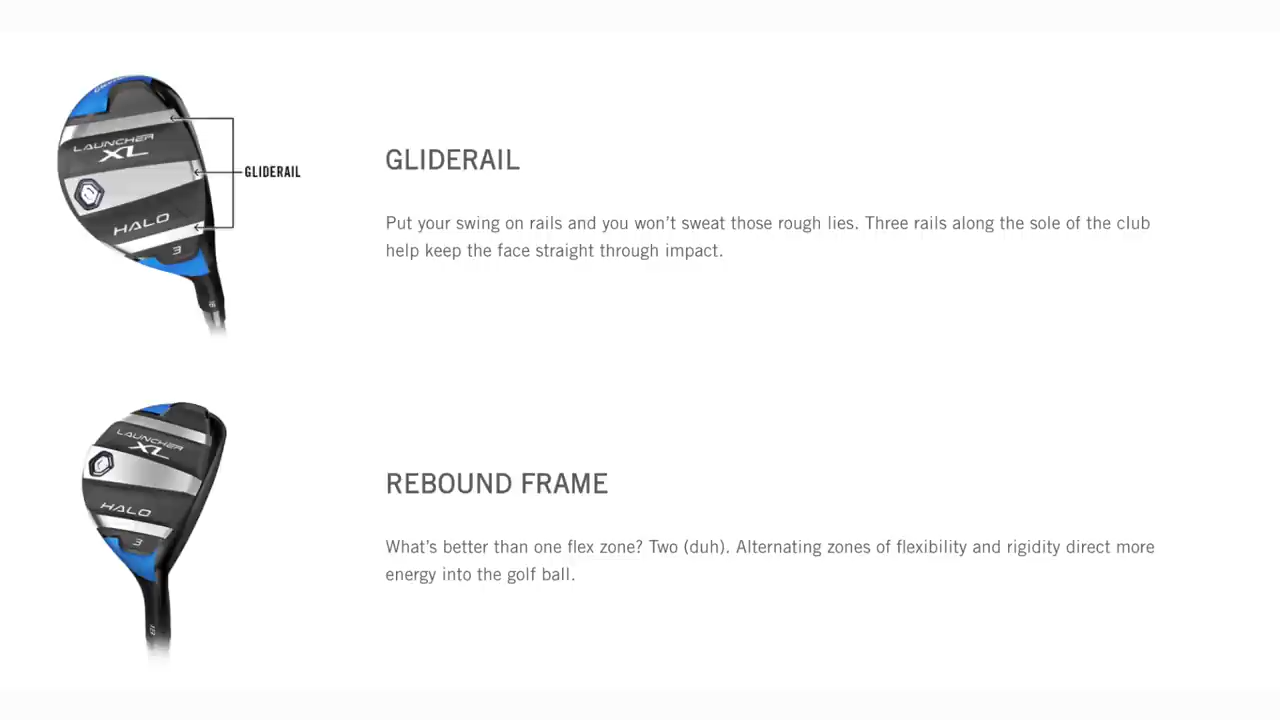 LAUNCHER
XL
HALO
3
GLIDERAIL
GLIDERAIL
Put your swing on rails and you won't sweat those rough lies. Three rails along the sole of the club
help keep the face straight through impact.
LAUNCHER
XL
HALO
3
REBOUND FRAME
What's better than one flex zone? Two (duh). Alternating zones of flexibility and rigidity direct more
energy into the golf ball.